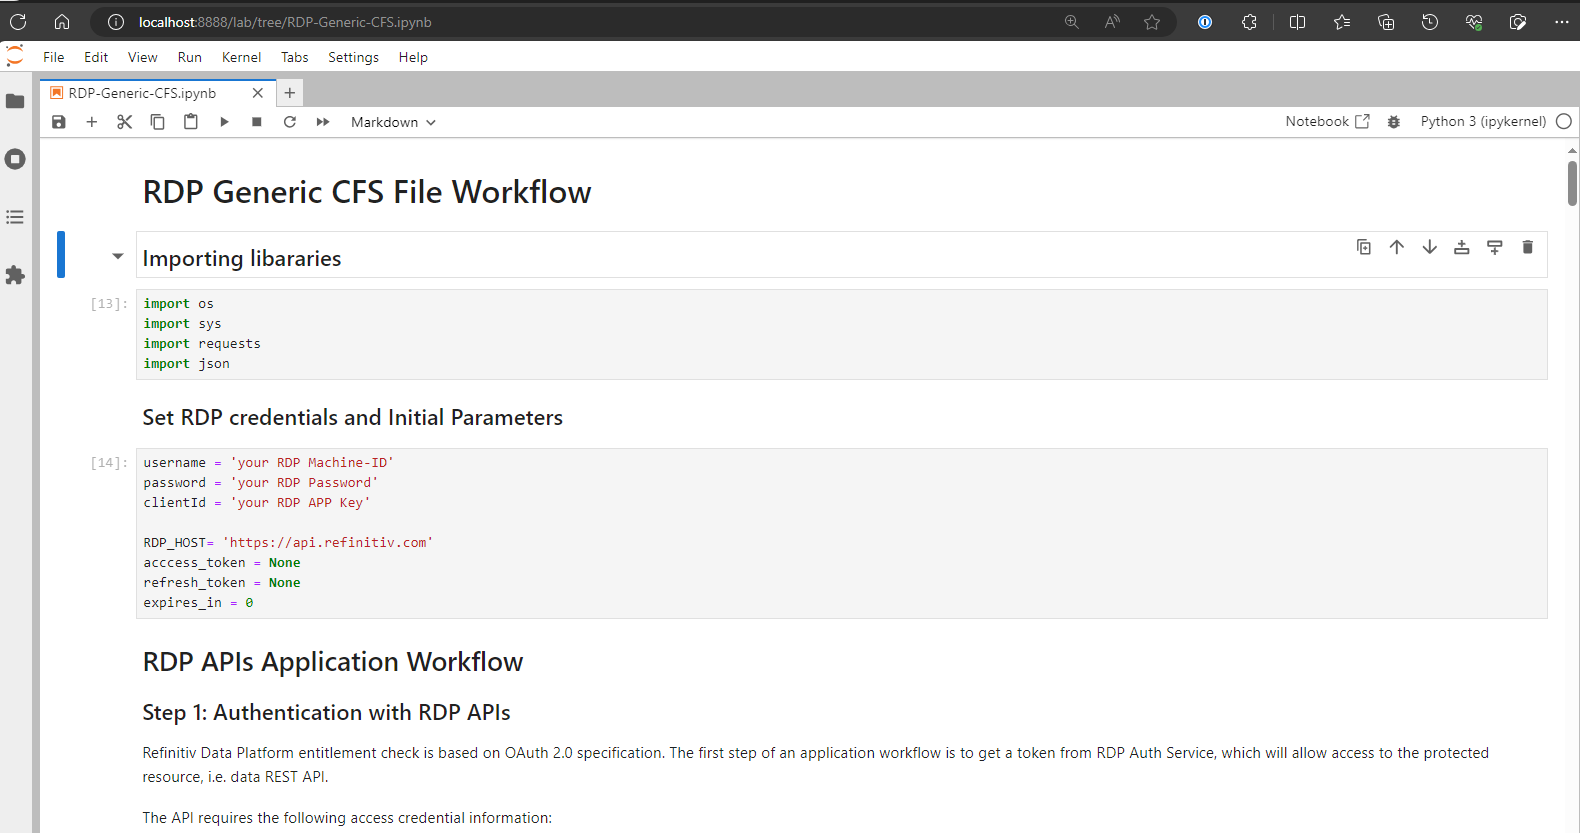 localhost:8888/lab/tree/RDP-Generic-CFS.ipynb
File Edit View Run Kernel Tabs Settings Help
RDP-Generic-CFS.ipynb
Markdown
Notebook
Python 3 (ipykernel)
RDP Generic CFS File Workflow
Importing libararies
[13]:
import os
import sys
import requests
import json
Set RDP credentials and Initial Parameters
[14]:
username = 'your RDP Machine-ID'
password = 'your RDP Password'
clientId = 'your RDP APP Key'
RDP_HOST= 'https://api.refinitiv.com'
acccess_token = None
refresh_token = None
expires_in = 0
RDP APIs Application Workflow
Step 1: Authentication with RDP APIs
Refinitiv Data Platform entitlement check is based on OAuth 2.0 specification. The first step of an application workflow is to get a token from RDP Auth Service, which will allow access to the protected
resource, i.e. data REST API.
The API requires the following access credential information: